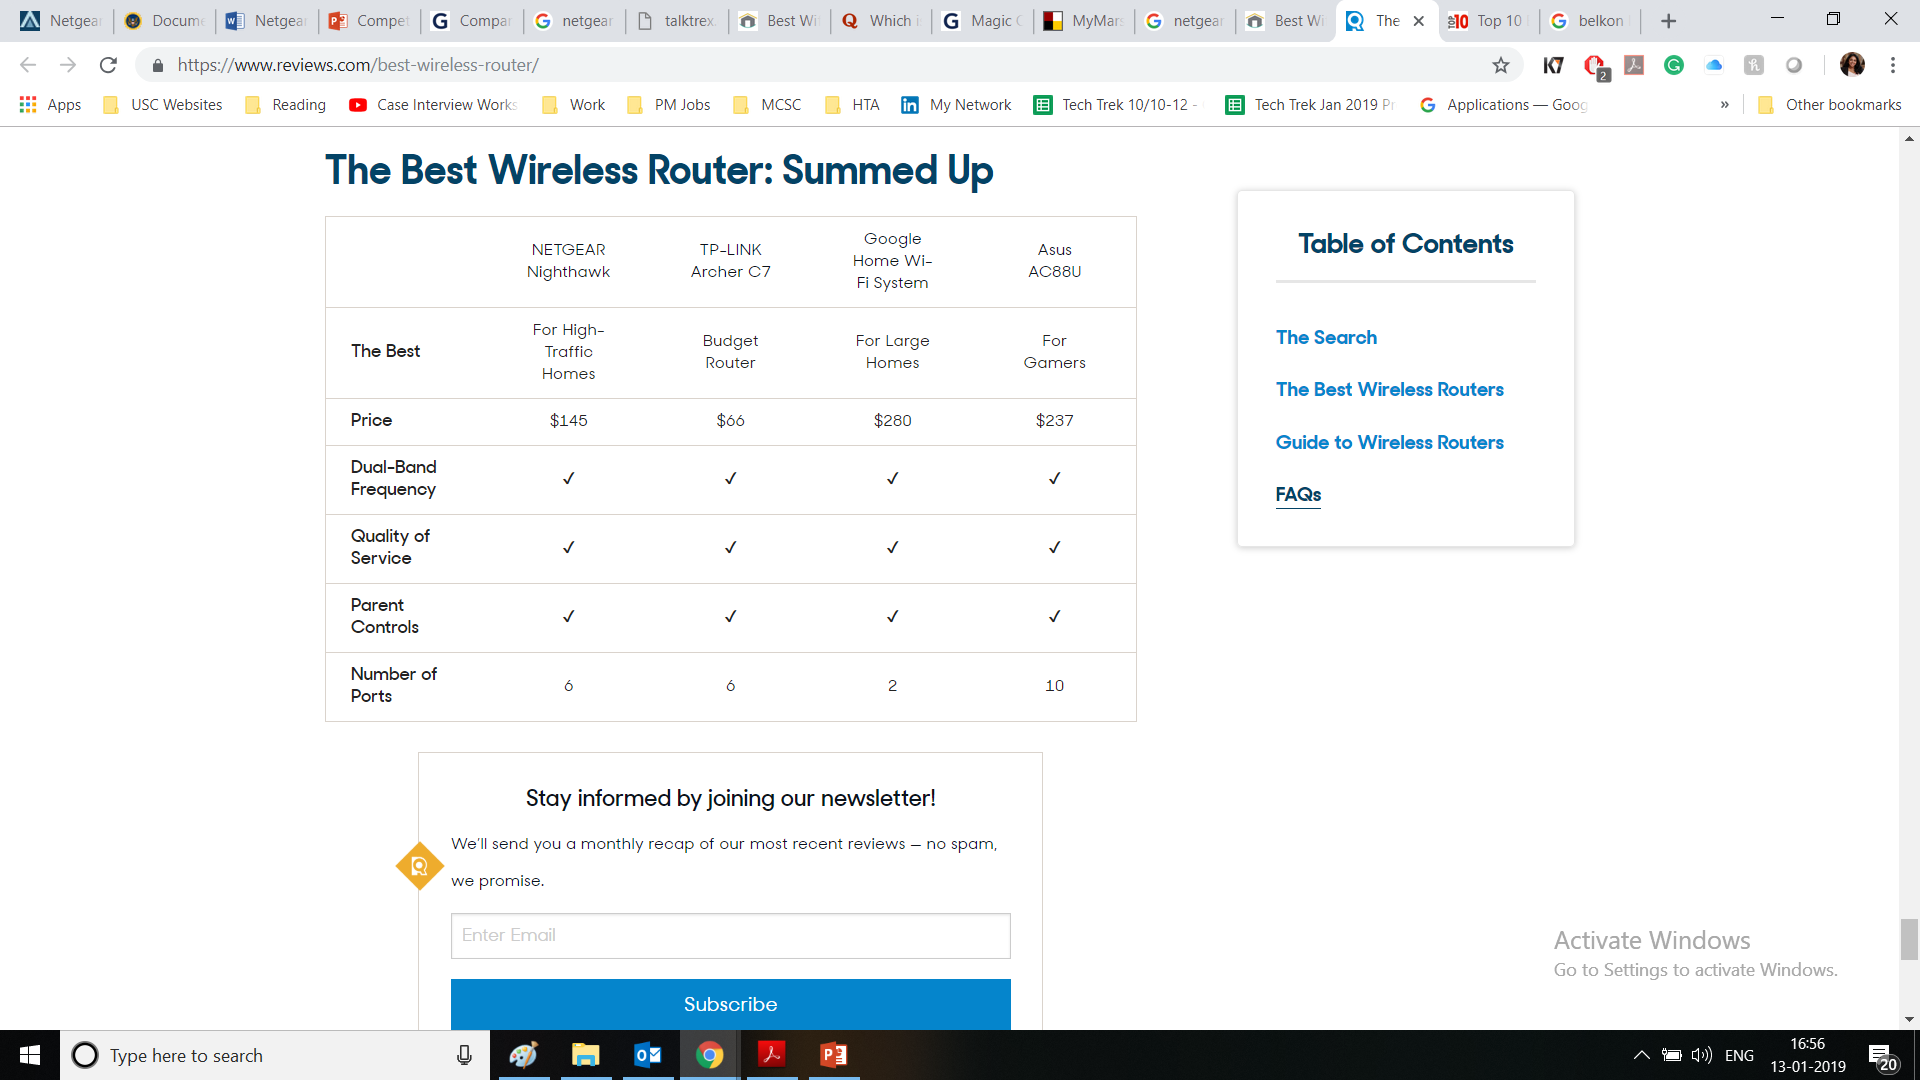 Netgear
Docume
Netgear
Compet
Compar
netgear
talktrex.
Best Wi
Which i
Magic C
MyMars
netgear
Best Wi
The
Top 10
belkon
https://www.reviews.com/best-wireless-router/
2
Apps
USC Websites
Reading
Case Interview Works
Work
PM Jobs
MCSC
HTA
My Network
Tech Trek 10/10-12 -
Tech Trek Jan 2019 Pr
Applications — Goog
»
Other bookmarks
The Best Wireless Router: Summed Up
NETGEAR
Nighthawk
TP-LINK
Archer C7
Google
Home Wi-
Fi System
Asus
AC88U
The Best
For High-
Traffic
Homes
Budget
Router
For Large
Homes
For
Gamers
Price
$145
$66
$280
$237
Dual-Band
Frequency
✓ ✓ ✓ ✓
Quality of
Service
✓ ✓ ✓ ✓
Parent
Controls
✓ ✓ ✓ ✓
Number of
Ports
6
6
2
10
Table of Contents
The Search
The Best Wireless Routers
Guide to Wireless Routers
FAQs
Stay informed by joining our newsletter!
We'll send you a monthly recap of our most recent reviews — no spam,
we promise.
Enter Email
Subscribe
Activate Windows
Go to Settings to activate Windows.
Type here to search
ENG
16:56
13-01-2019
20